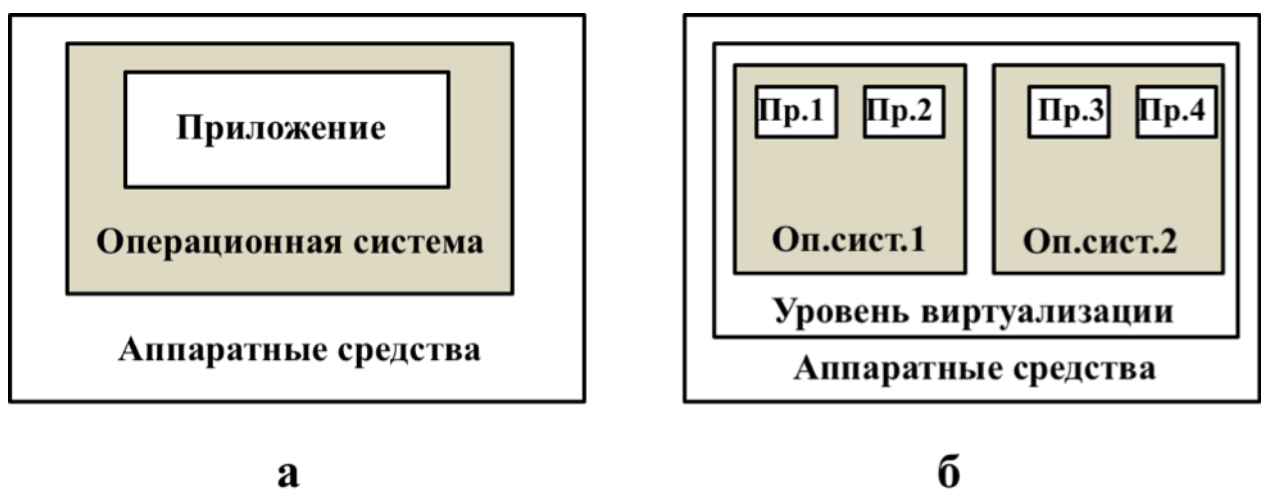 Приложение
Операционная система
Аппаратные средства
а
Пр.1 Пр.2 Пр.3 Пр.4
Оп.сист.1 Оп.сист.2
Уровень виртуализации
Аппаратные средства
б